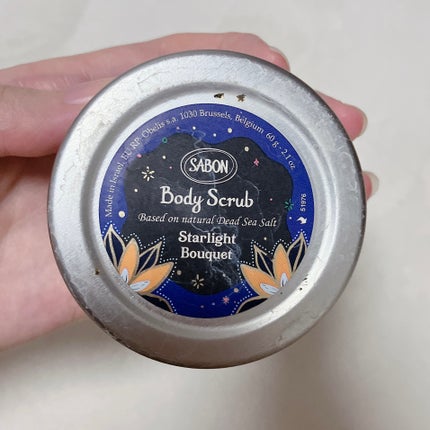 Made in Israel, EU RP: Obelis s.a. 1030 Brussels, Belgium 60 g - 2.1 oz.
SABON
Body Scrub
Based on natural Dead Sea Salt
Starlight
Bouquet
51976